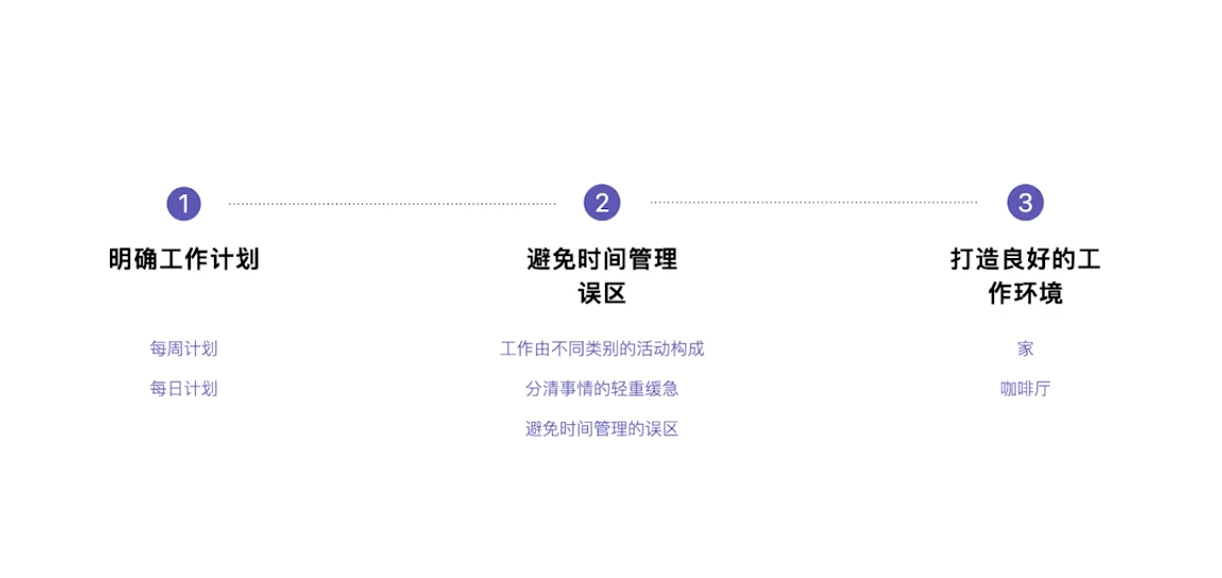 1
明确工作计划
每周计划
每日计划
2
避免时间管理
误区
工作由不同类别的活动构成
分清事情的轻重缓急
避免时间管理的误区
3
打造良好的工
作环境
家
咖啡厅